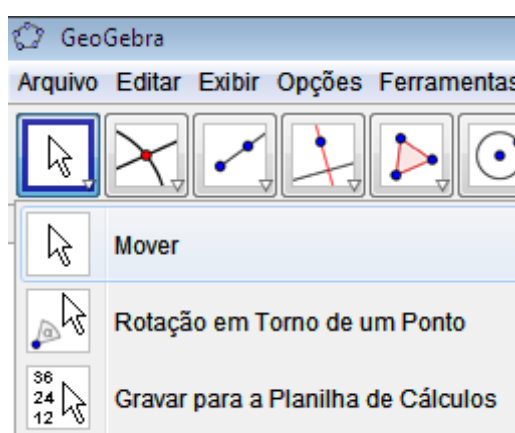 GeoGebra
Arquivo Editar Exibir Opções Ferramentas
Mover
α
Rotação em Torno de um Ponto
36
24
12
Gravar para a Planilha de Cálculos